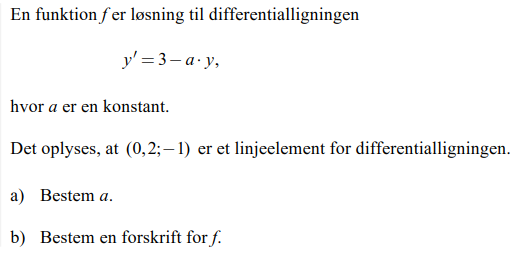 En funktion f er løsning til differentialligningen
y′ = 3 − a · y,
hvor a er en konstant.
Det oplyses, at (0,2;−1) er et linjeelement for differentialligningen.
a) Bestem a.
b) Bestem en forskrift for f.